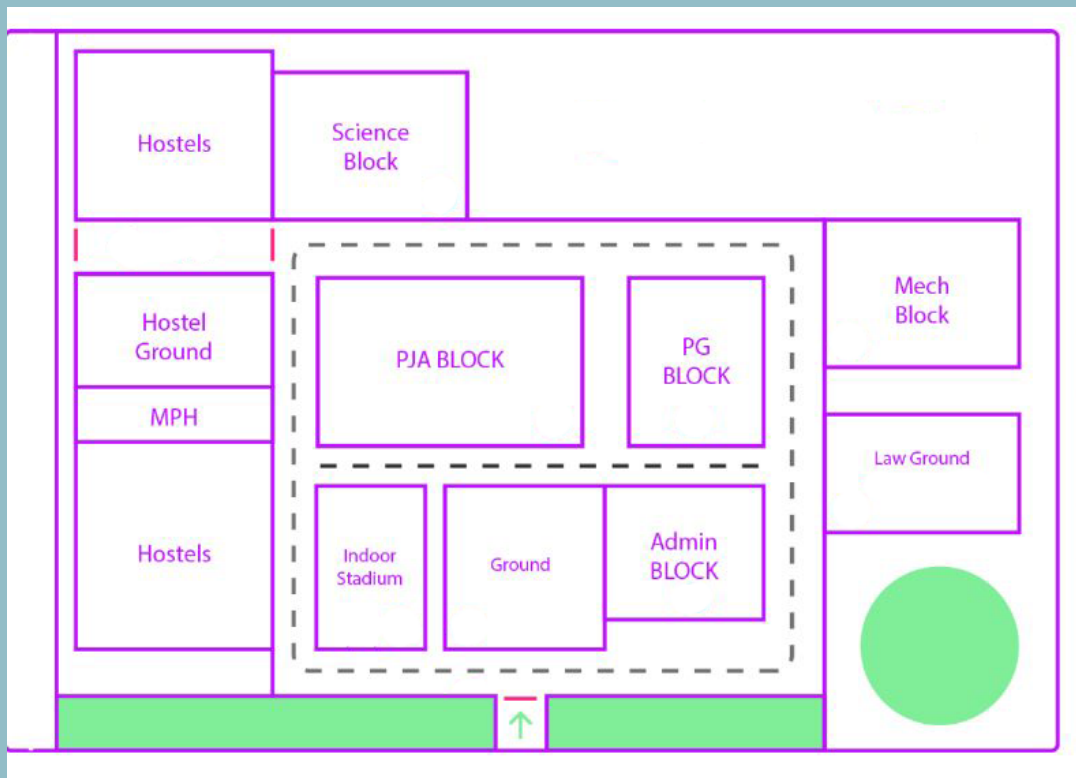 Hostels
Science
Block
Mech
Block
Hostel
Ground
PJA BLOCK
PG
BLOCK
MPH
Law Ground
Hostels
Indoor
Stadium
Ground
Admin
BLOCK